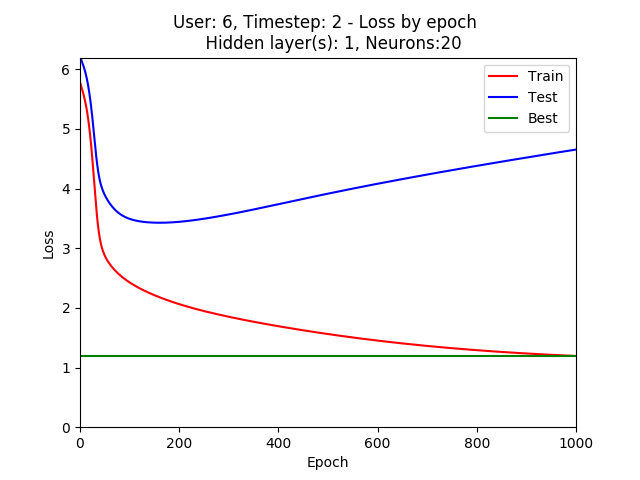 User: 6, Timestep: 2 - Loss by epoch
Hidden layer(s): 1, Neurons:20
Train
Test
Best
Loss
6
5
4
3
2
1
0
0 200 400 600 800 1000
Epoch